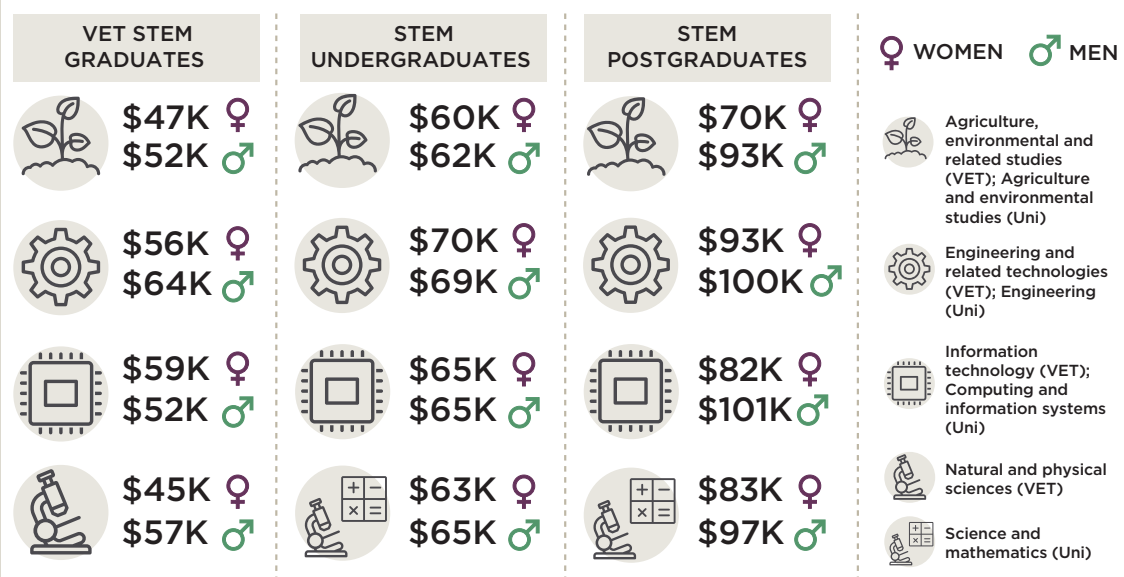 VET STEM
GRADUATES
$47K
$52K
$56K
$64K
$59K
$52K
$45K
$57K
STEM
UNDERGRADUATES
$60K
$62K
$70K
$69K
$65K
$65K
$63K
$65K
STEM
POSTGRADUATES
$70K
$93K
$93K
$100K
$82K
$101K
$83K
$97K
WOMEN
MEN
Agriculture,
environmental and
related studies
(VET); Agriculture
and environmental
studies (Uni)
Engineering and
related technologies
(VET); Engineering
(Uni)
Information
technology (VET);
Computing and
information systems
(Uni)
Natural and physical
sciences (VET)
Science and
mathematics (Uni)